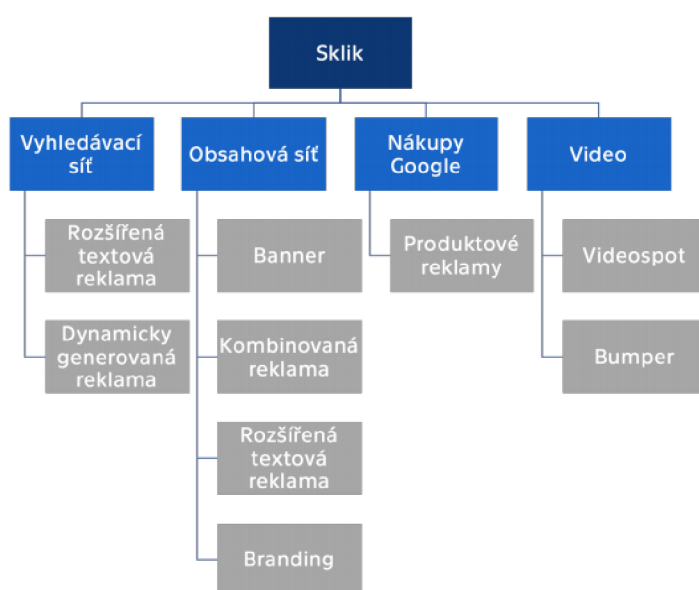 Sklik
Vyhledávací
síť
Obsahová síť
Nákupy
Google
Video
Rozšířená
textová
reklama
Banner
Produktové
reklamy
Videospot
Dynamicky
generovaná
reklama
Kombinovaná
reklama
Bumper
Rozšířená
textová
reklama
Branding